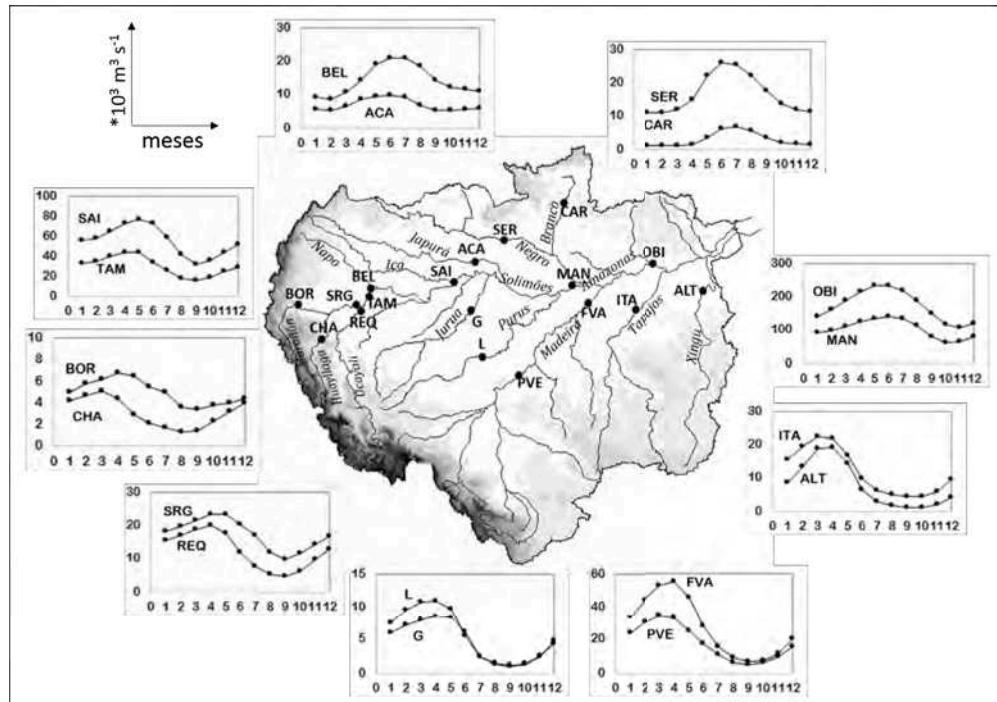 *10³ m³ s⁻¹
meses
30
20
10
0
BEL
ACA
0 1 2 3 4 5 6 7 8 9 10 11 12
30
20
10
0
SER
CAR
0 1 2 3 4 5 6 7 8 9 10 11 12
100
80
60
40
20
0
SAI
TAM
0 1 2 3 4 5 6 7 8 9 10 11 12
CAR
Branco
SER
Negro
Japurá
ACA
Napo
Iça
BEL
SAI
Solimões
MAN
Amazonas
OBI
BOR
SRG
TAM
REQ
CHA
Jurua
G
Purus
FVA
ITA
ALT
L
Madeira
Tapajos
Xingu
PVE
Huayllaga
Ucayali
300
200
100
0
OBI
MAN
0 1 2 3 4 5 6 7 8 9 10 11 12
8
6
4
2
0
BOR
CHA
0 1 2 3 4 5 6 7 8 9 10 11 12
30
20
10
0
ITA
ALT
0 1 2 3 4 5 6 7 8 9 10 11 12
30
20
10
0
SRG
REQ
0 1 2 3 4 5 6 7 8 9 10 11 12
15
10
5
0
L
G
0 1 2 3 4 5 6 7 8 9 10 11 12
60
40
20
0
FVA
PVE
0 1 2 3 4 5 6 7 8 9 10 11 12